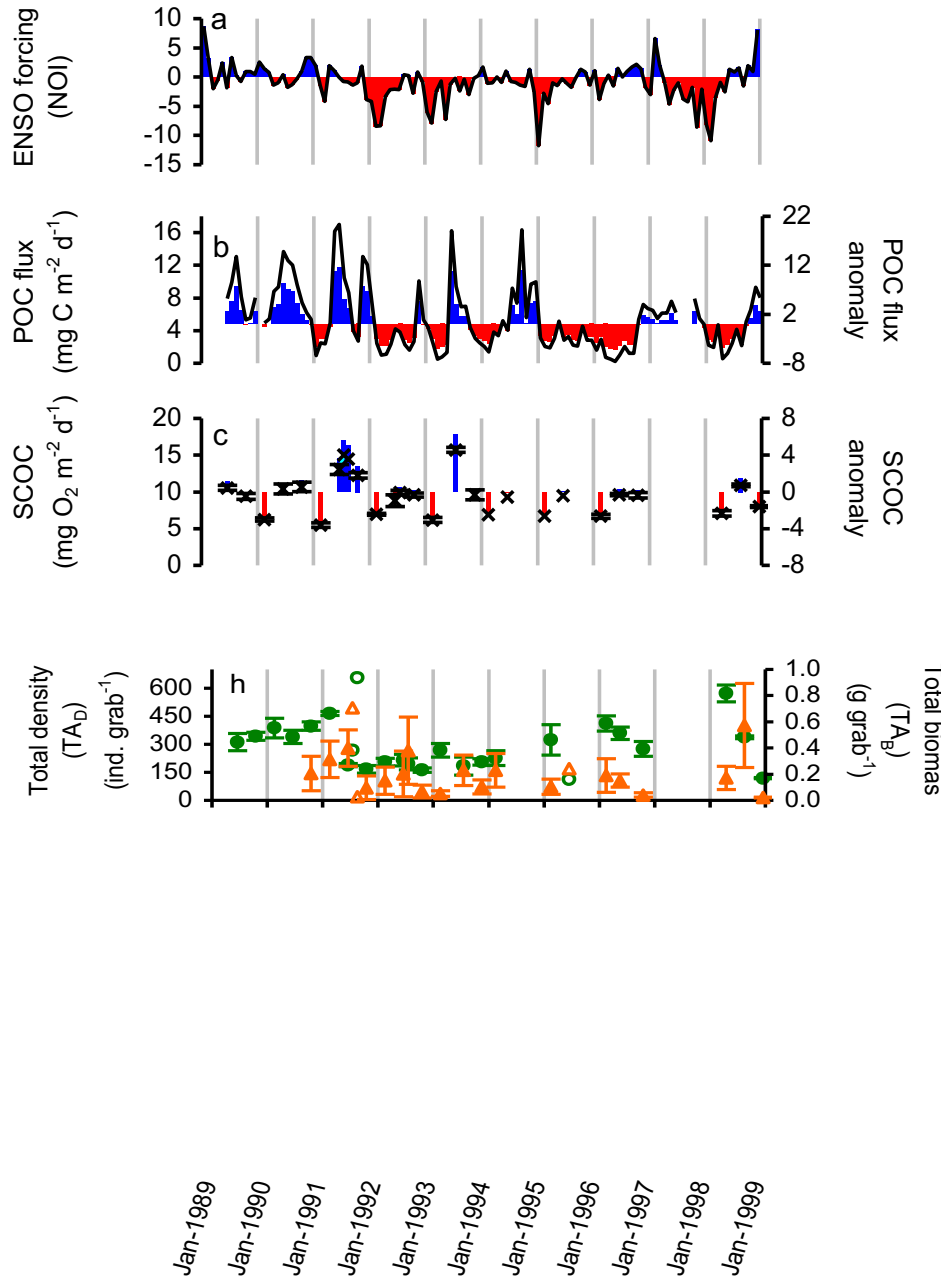 a
ENSO forcing
(NOI)
10
5
0
-5
-10
-15
b
POC flux
(mg C m⁻² d⁻¹)
16
12
8
4
0
22
12
2
-8
POC flux
anomaly
c
SCOC
(mg O₂ m⁻² d⁻¹)
20
15
10
5
0
8
4
0
-4
-8
SCOC
anomaly
h
Total density
(TA_D)
(ind. grab⁻¹)
600
450
300
150
0
1.0
0.8
0.6
0.4
0.2
0.0
Total biomas
(TA_B)
(g grab⁻¹)
Jan-1989
Jan-1990
Jan-1991
Jan-1992
Jan-1993
Jan-1994
Jan-1995
Jan-1996
Jan-1997
Jan-1998
Jan-19999